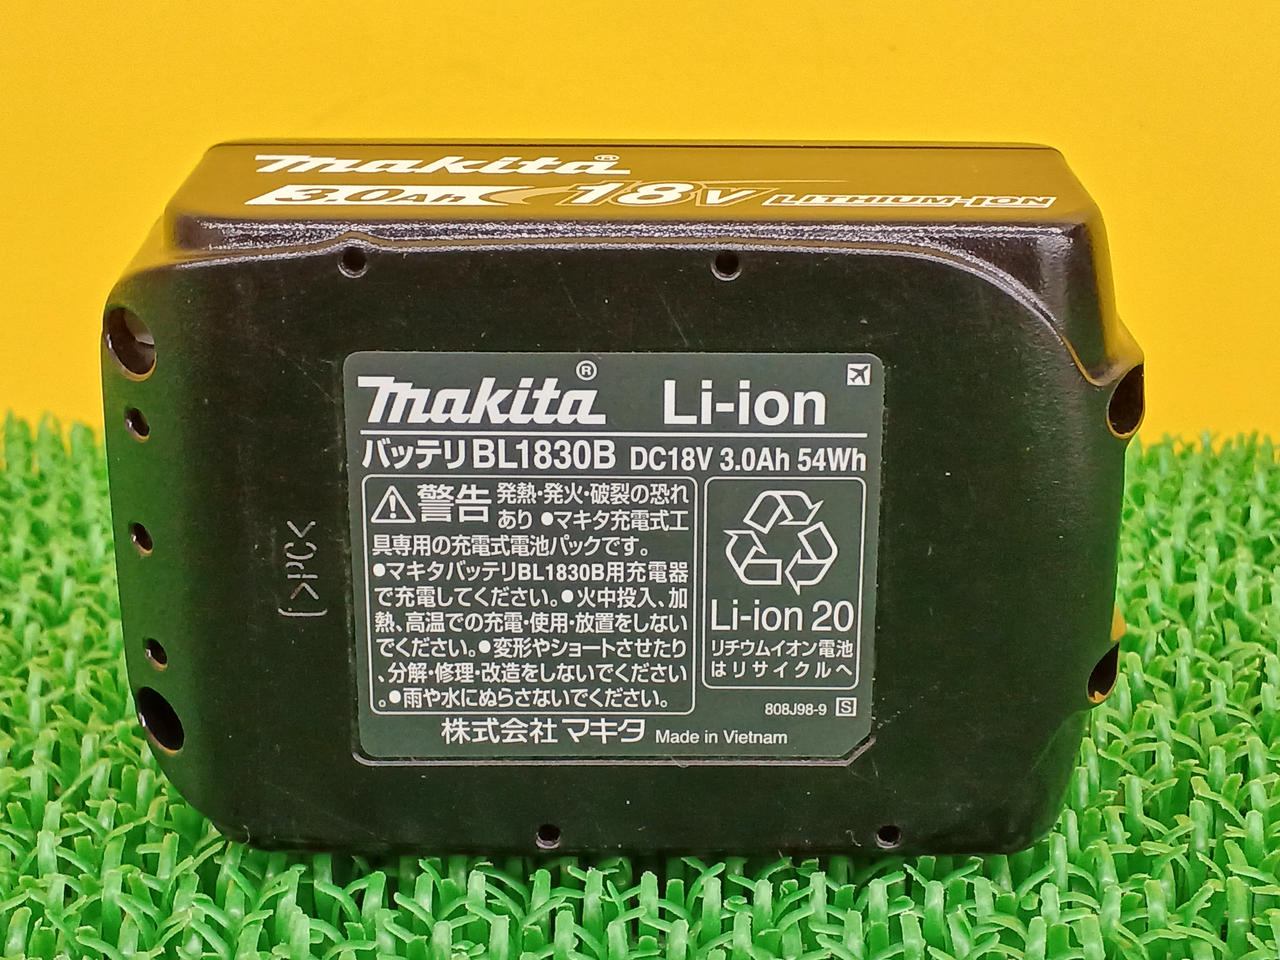 makita®
3.0Ah 18V LITHIUM-ION
makita® Li-ion
バッテリBL1830B DC18V 3.0Ah 54Wh
警告 発熱・発火・破裂の恐れ
あり ●マキタ充電式工
具専用の充電式電池パックです。
●マキタバッテリBL1830B用充電器
で充電してください。●火中投入、加
熱、高温での充電・使用・放置をしない
でください。●変形やショートさせたり
、分解・修理・改造をしないでください
。●雨や水にぬらさないでください。
Li-ion 20
リチウムイオン電池
はリサイクルへ
808J98-9 S
株式会社マキタ Made in Vietnam
>PC<